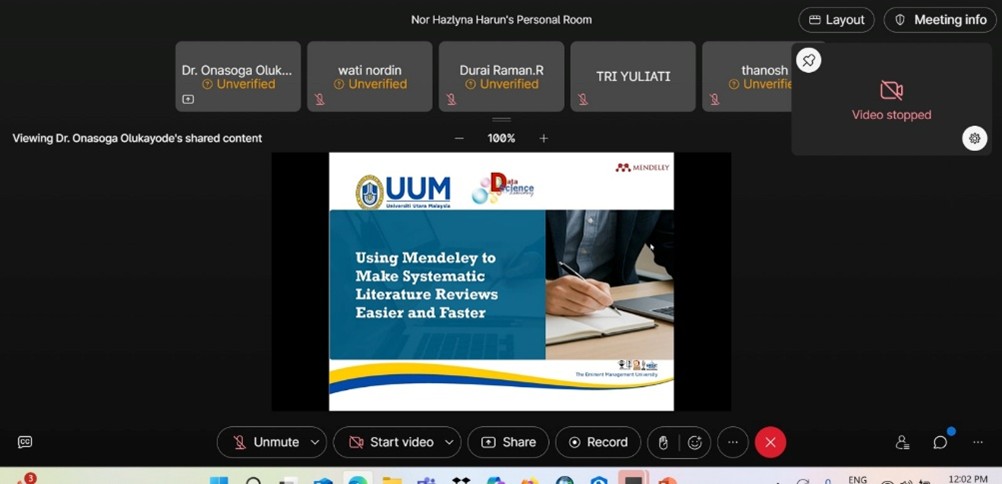 Nor Hazlyna Harun's Personal Room
Layout
Meeting info
Dr. Onasoga Oluk...
Unverified
wati nordin
Unverified
Durai Raman.R
Unverified
TRI YULIATI
thanosh
Unverifie
Video stopped
Viewing Dr. Onasoga Olukayode's shared content
100%
MENDELEY
UUM
Universiti Utara Malaysia
Data
Science
Using Mendeley to
Make Systematic
Literature Reviews
Easier and Faster
The Eminent Management University
Unmute
Start video
Share
Record
CC
3
ENG
12:02 PM